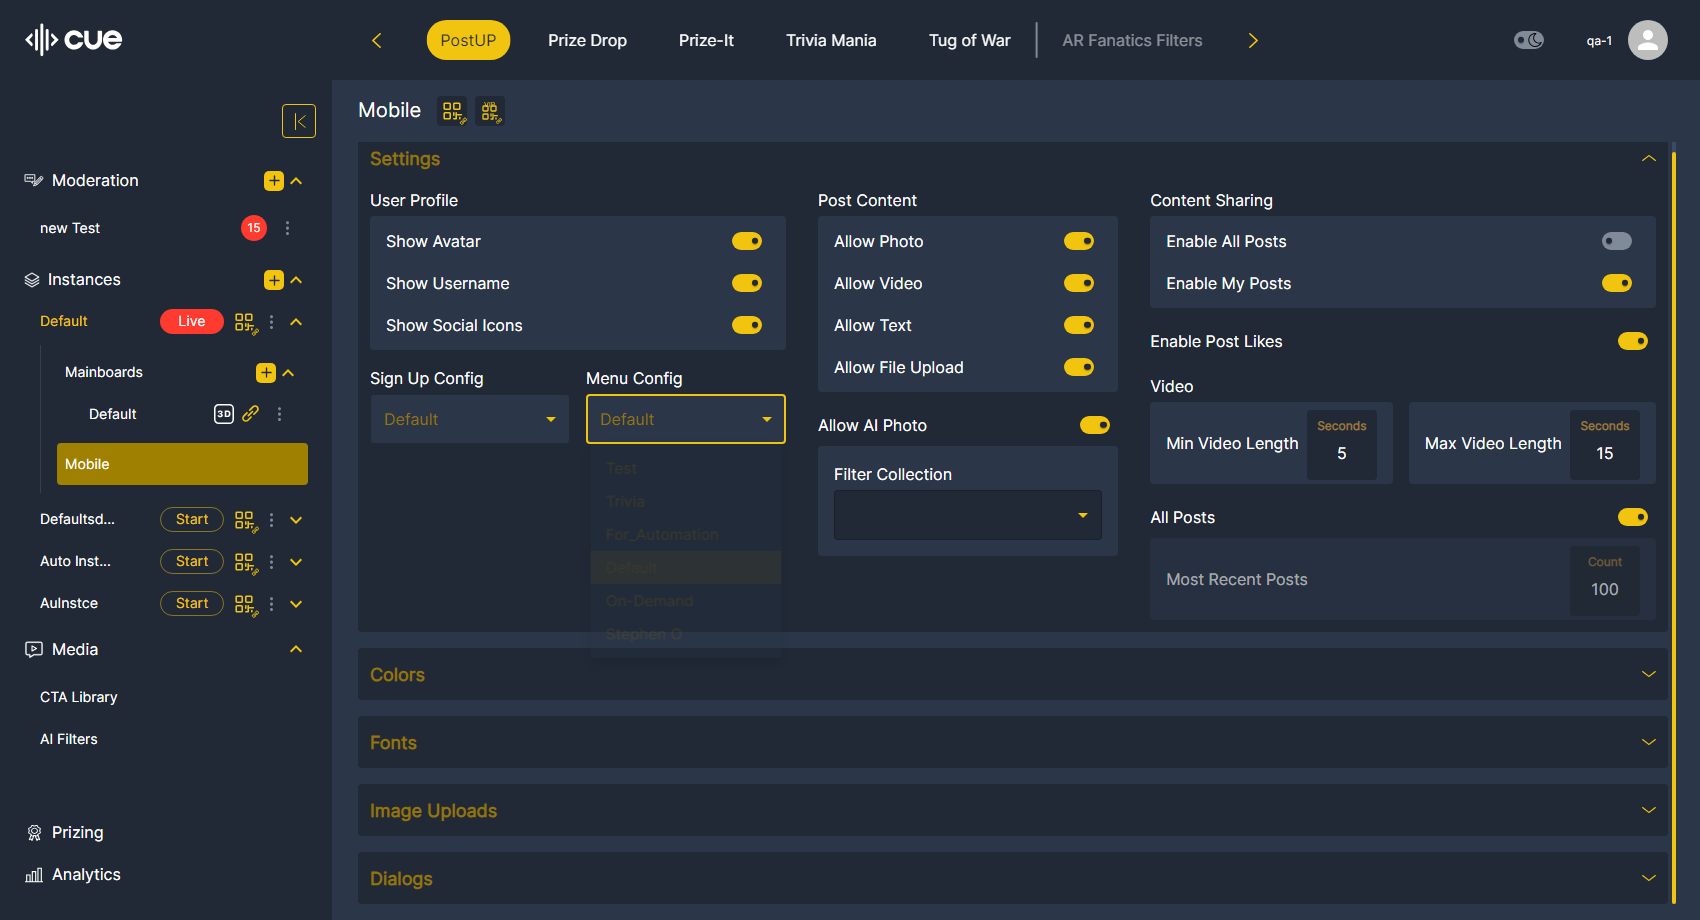 cue
PostUP
Prize Drop
Prize-It
Trivia Mania
Tug of War
AR Fanatics Filters
qa-1
Moderation
new Test
15
Instances
Default
Live
Mainboards
Default
3D
Mobile
Defaultsd...
Start
Auto Inst...
Start
AuInstce
Start
Media
CTA Library
AI Filters
Prizing
Analytics
Mobile
VIP
Settings
User Profile
Show Avatar
Show Username
Show Social Icons
Sign Up Config
Default
Menu Config
Default
Test
Trivia
For_Automation
Default
On-Demand
Stephen O
Post Content
Allow Photo
Allow Video
Allow Text
Allow File Upload
Allow AI Photo
Filter Collection
Content Sharing
Enable All Posts
Enable My Posts
Enable Post Likes
Video
Min Video Length
Seconds
5
Max Video Length
Seconds
15
All Posts
Most Recent Posts
Count
100
Colors
Fonts
Image Uploads
Dialogs